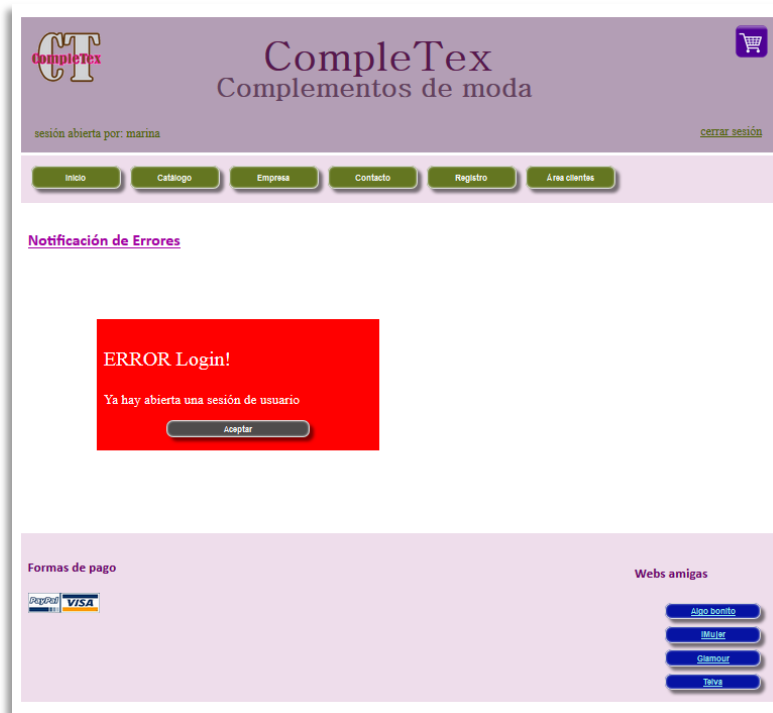 CT
CompleTex
CompleTex
Complementos de moda
sesión abierta por: marina
cerrar sesión
Inicio
Catálogo
Empresa
Contacto
Registro
Área clientes
Notificación de Errores
ERROR Login!
Ya hay abierta una sesión de usuario
Aceptar
Formas de pago
PayPal VISA
Webs amigas
Algo bonito
iMujer
Glamour
Telva